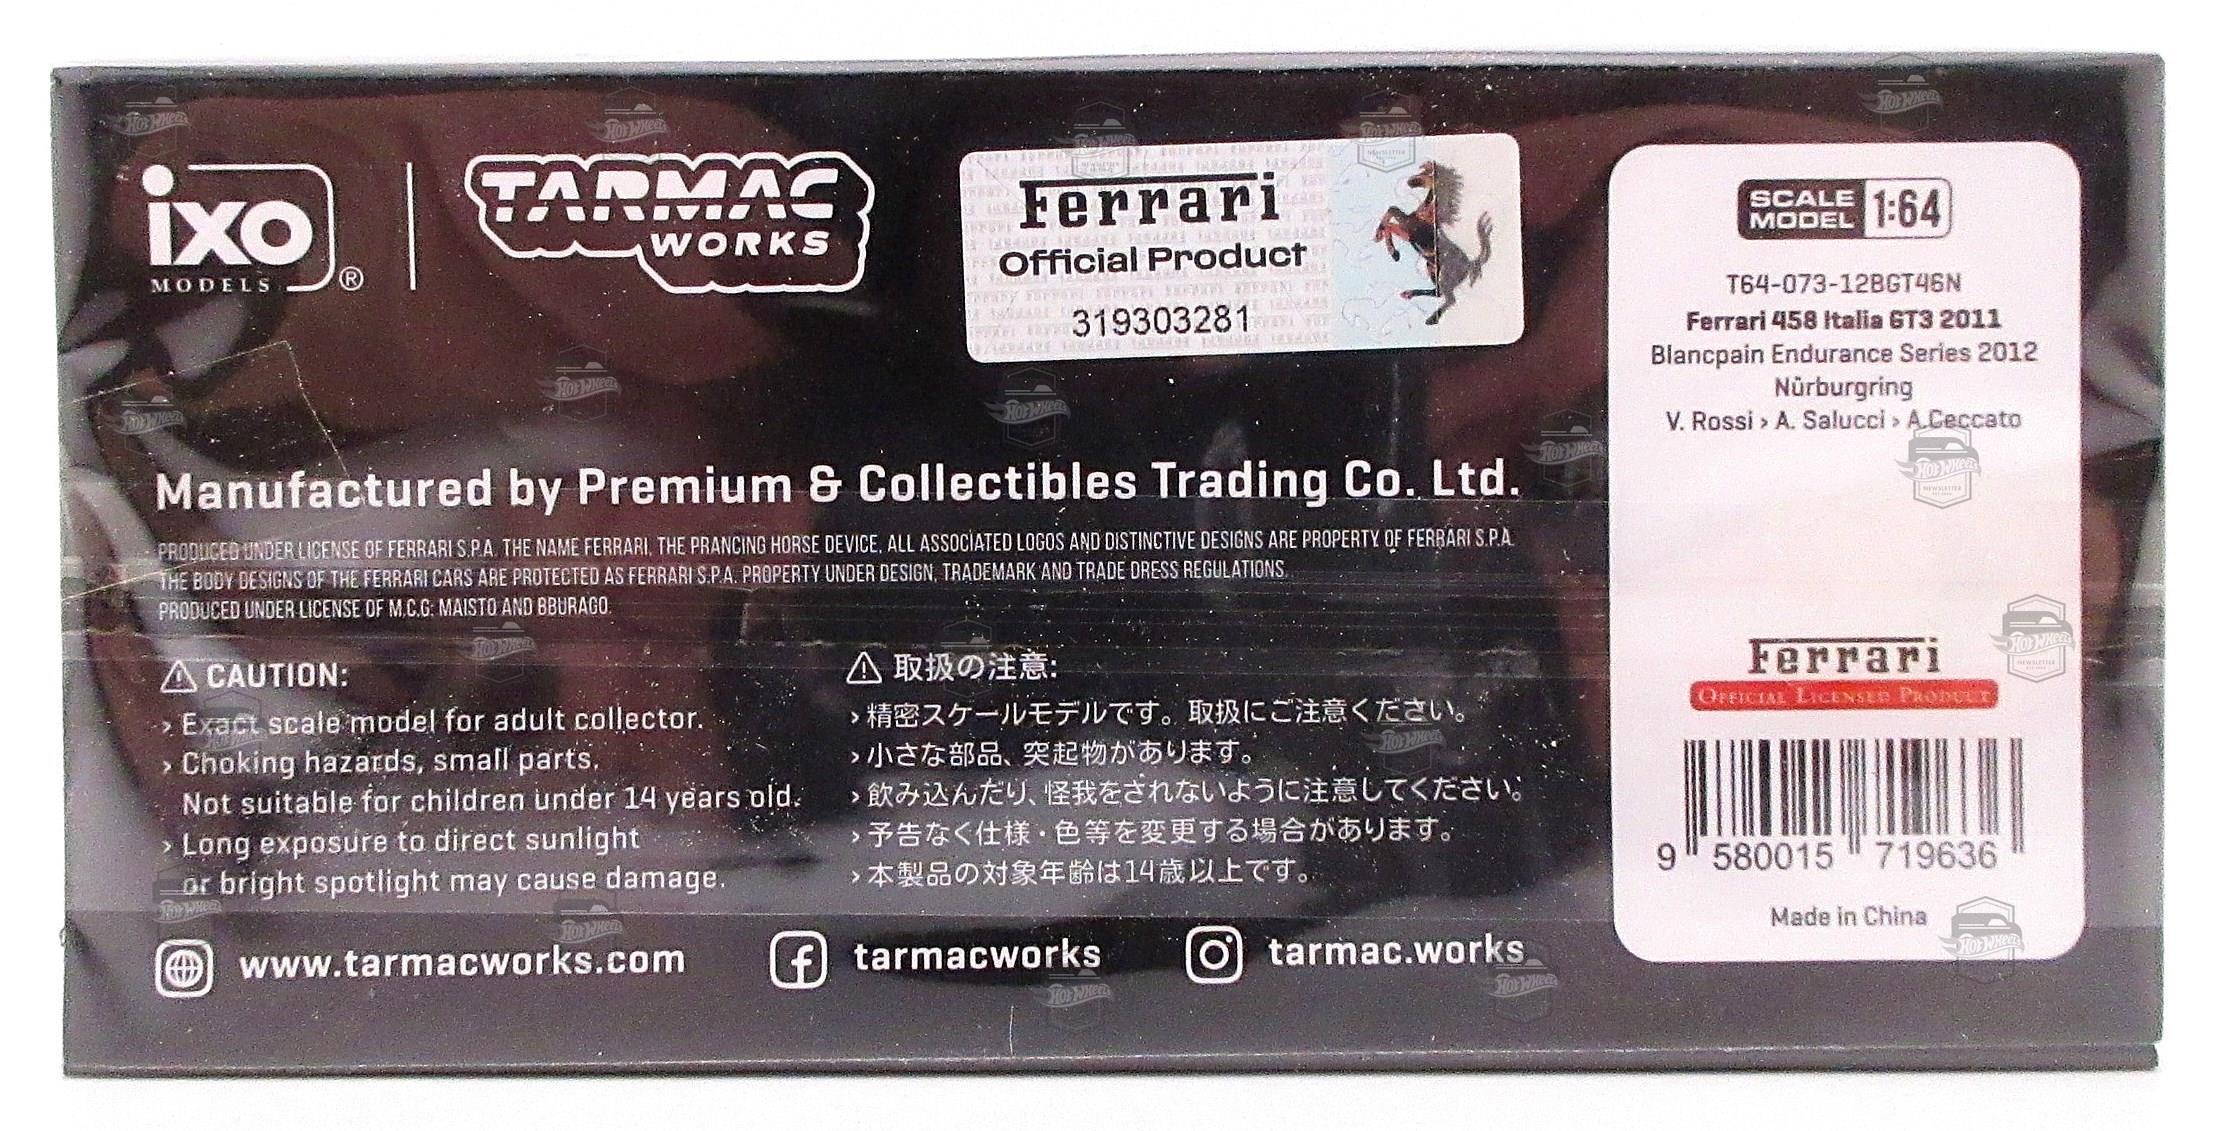 ixo
MODELS ®
TARMAC
WORKS
Ferrari
Official Product
319303281
SCALE
MODEL 1:64
T64-073-12BGT46N
Ferrari 458 Italia GT3 2011
Blancpain Endurance Series 2012
Nürburgring
V. Rossi › A. Salucci › A.Ceccato
Manufactured by Premium & Collectibles Trading Co. Ltd.
PRODUCED UNDER LICENSE OF FERRARI S.P.A. THE NAME FERRARI, THE PRANCING HORSE DEVICE, ALL ASSOCIATED LOGOS AND DISTINCTIVE DESIGNS ARE PROPERTY OF FERRARI S.P.A.
THE BODY DESIGNS OF THE FERRARI CARS ARE PROTECTED AS FERRARI S.P.A. PROPERTY UNDER DESIGN, TRADEMARK AND TRADE DRESS REGULATIONS.
PRODUCED UNDER LICENSE OF M.C.G: MAISTO AND BBURAGO.
⚠ CAUTION:
› Exact scale model for adult collector.
› Choking hazards, small parts.
Not suitable for children under 14 years old.
› Long exposure to direct sunlight
or bright spotlight may cause damage.
⚠ 取扱の注意:
› 精密スケールモデルです。取扱にご注意ください。
› 小さな部品、突起物があります。
› 飲み込んだり、怪我をされないように注意してください。
› 予告なく仕様・色等を変更する場合があります。
› 本製品の対象年齢は14歳以上です。
Ferrari
OFFICIAL LICENSED PRODUCT
9 580015 719636
Made in China
www.tarmacworks.com
tarmacworks
tarmac.works